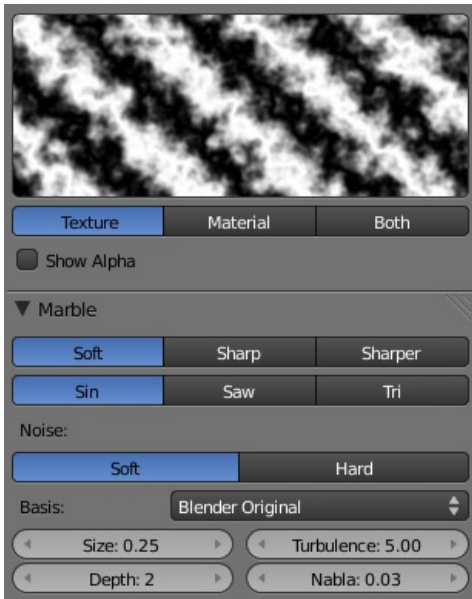 Texture Material Both
Show Alpha
Marble
Soft Sharp Sharper
Sin Saw Tri
Noise:
Soft Hard
Basis: Blender Original
Size: 0.25 Turbulence: 5.00
Depth: 2 Nabla: 0.03